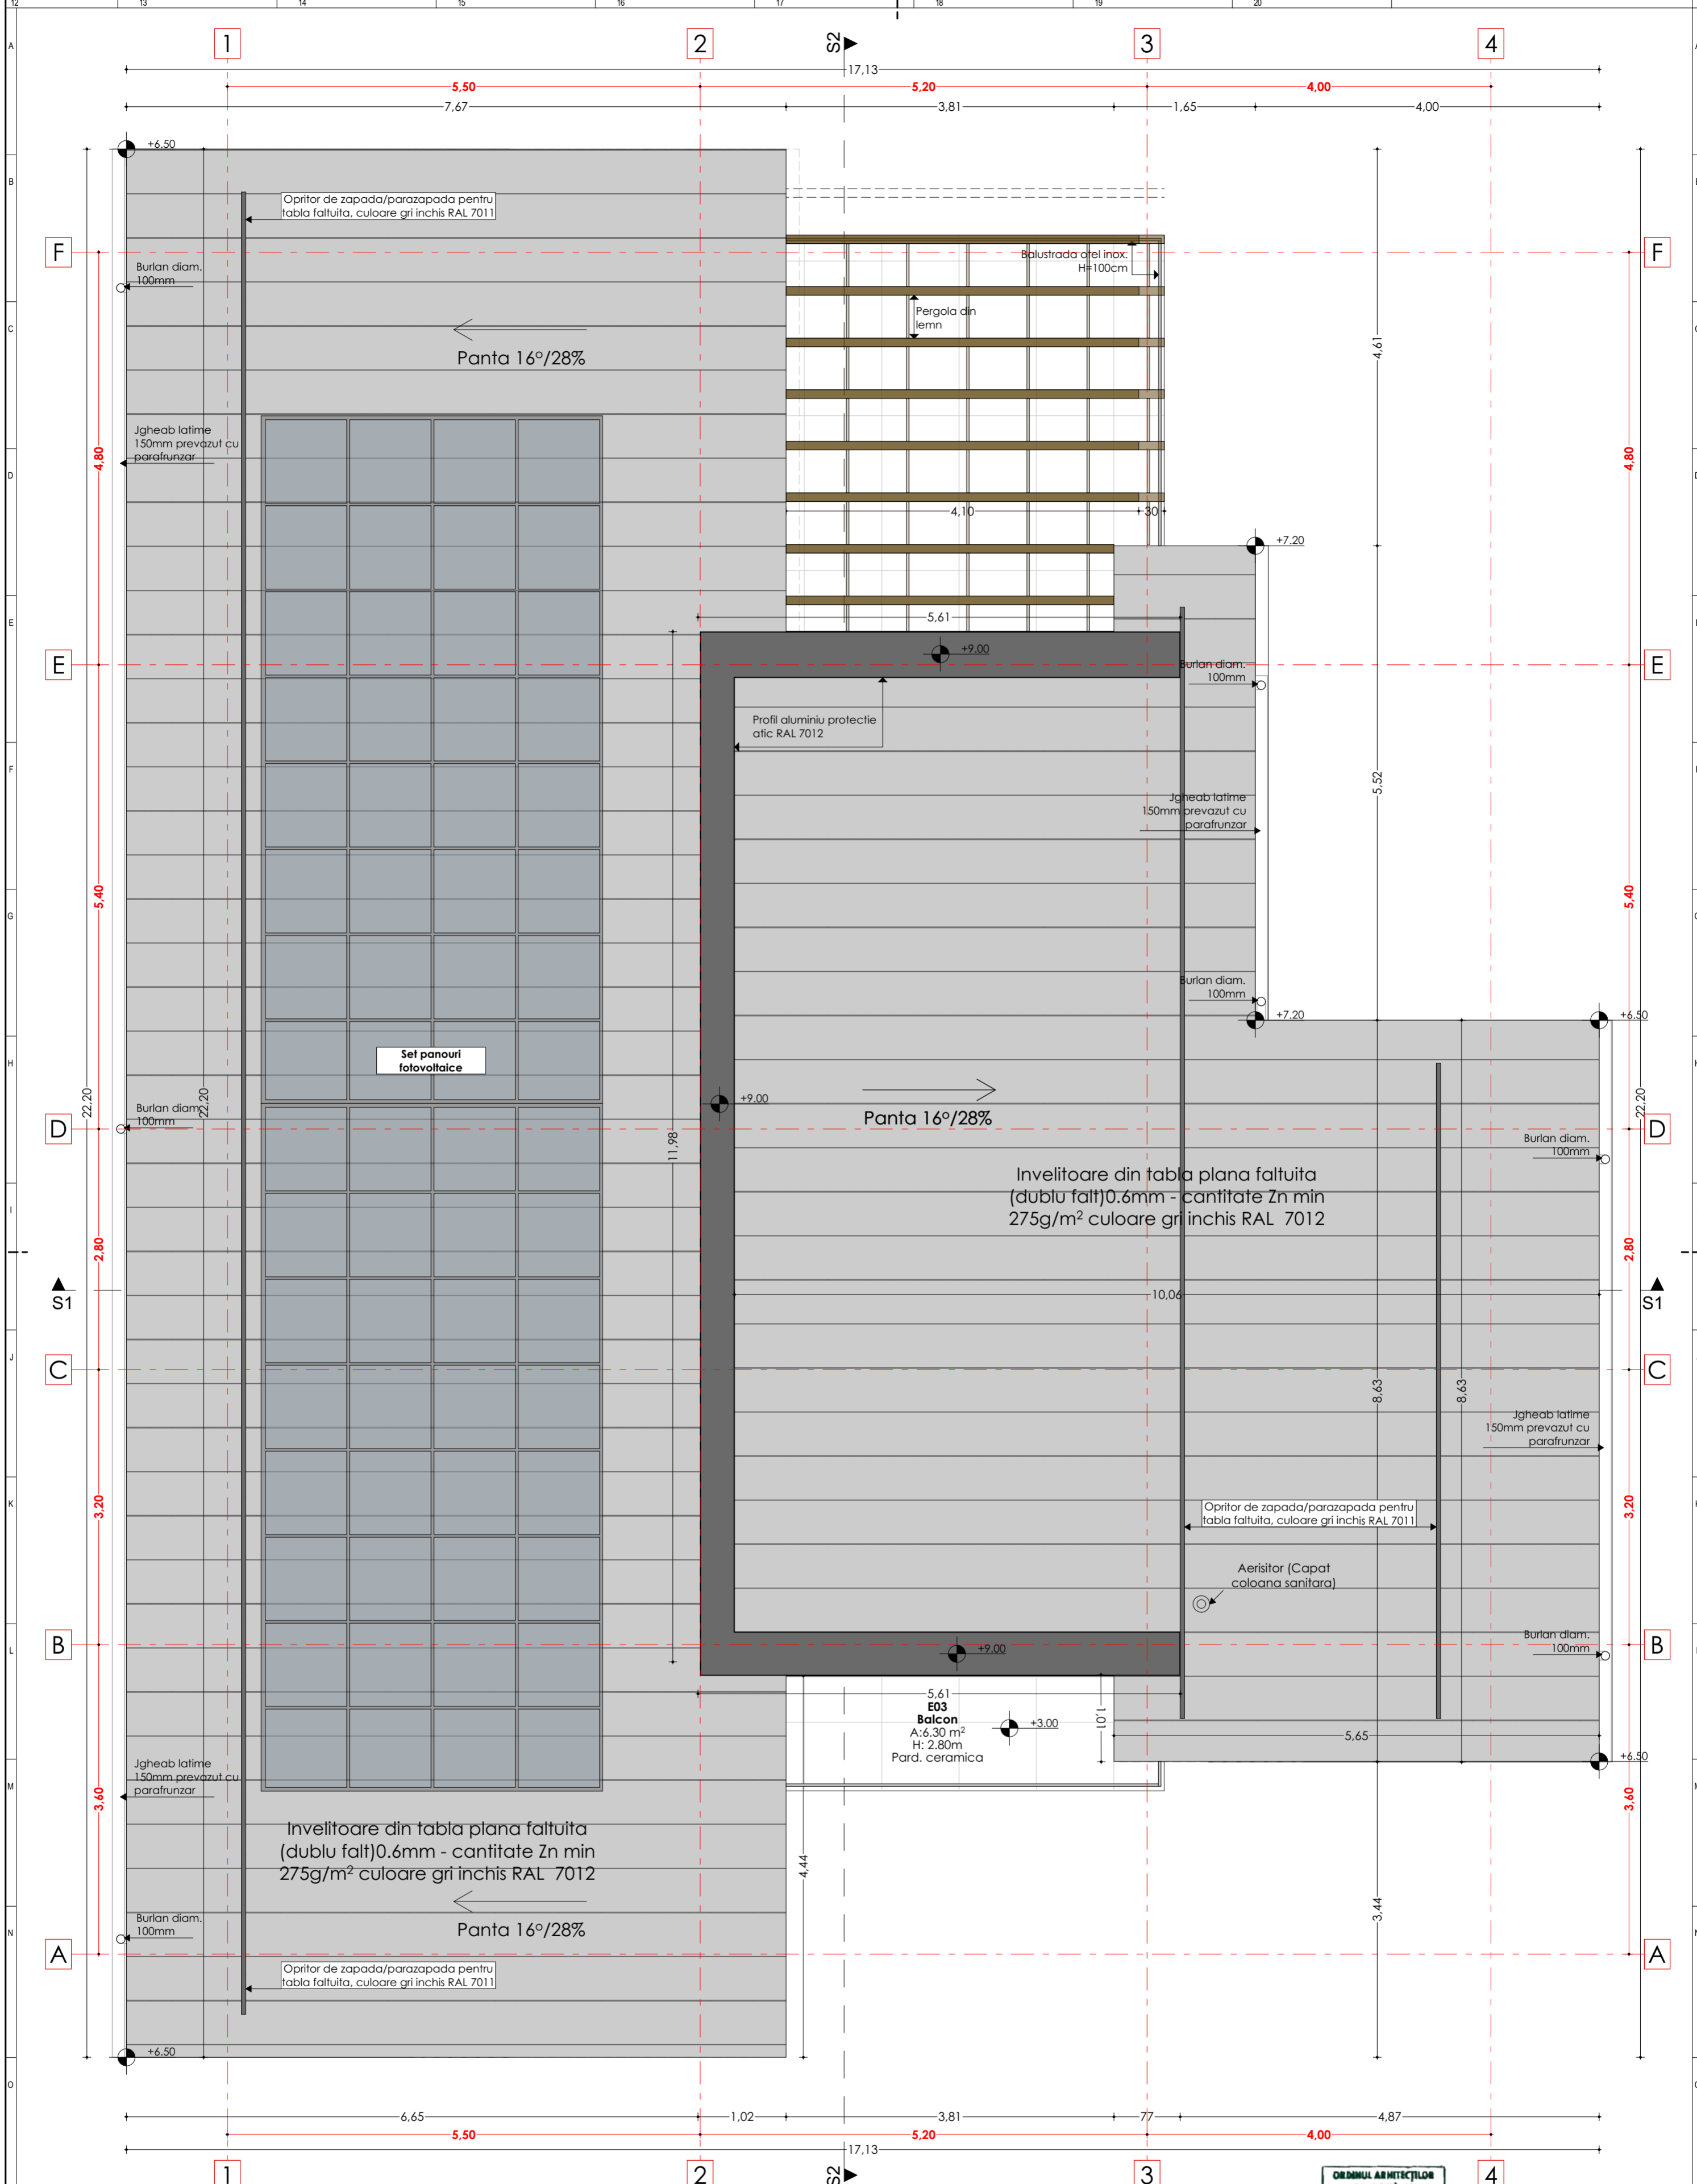 12 13 14 15 16 17 18 19 20
1 2 S2 3 4
17,13
5,50 5,20 4,00
7,67 3,81 1,65 4,00
A
B
C
D
E
F
G
H
I
J
K
L
M
N
O
+6.50
Opritor de zapada/parazapada pentru
tabla faltuita, culoare gri inchis RAL 7011
F F
Burlan diam.
100mm
Balustrada otel inox.
H=100cm
Pergola din
lemn
Panta 16°/28%
4,61
Jgheab latime
150mm prevazut cu
parafrunzar
4,80 4,80
4,10 30
+7.20
5,61
+9.00
E E
Burlan diam.
100mm
Profil aluminiu protectie
atic RAL 7012
5,52
Jgheab latime
150mm prevazut cu
parafrunzar
5,40 5,40
Burlan diam.
100mm
+7.20 +6.50
Set panouri
fotovoltaice
22,20 22,20 22,20
+9.00
Burlan diam.
100mm
Panta 16°/28%
D D
11,98
Burlan diam.
100mm
Invelitoare din tabla plana faltuita
(dublu falt)0.6mm - cantitate Zn min
275g/m² culoare gri inchis RAL 7012
2,80 2,80
S1 S1
10,06
C C
8,63 8,63
Jgheab latime
150mm prevazut cu
parafrunzar
3,20 3,20
Opritor de zapada/parazapada pentru
tabla faltuita, culoare gri inchis RAL 7011
Aerisitor (Capat
coloana sanitara)
B B
Burlan diam.
100mm
+9.00
5,61
E03
Balcon
A:6.30 m²
H: 2.80m
Pard. ceramica
+3.00
1,01
5,65
+6.50
Jgheab latime
150mm prevazut cu
parafrunzar
3,60 3,60
Invelitoare din tabla plana faltuita
(dublu falt)0.6mm - cantitate Zn min
275g/m² culoare gri inchis RAL 7012
4,44
3,44
Panta 16°/28%
Burlan diam.
100mm
A A
Opritor de zapada/parazapada pentru
tabla faltuita, culoare gri inchis RAL 7011
+6.50
6,65 1,02 3,81 77 4,87
5,50 5,20 4,00
17,13
1 2 S2 3 4
ORDINUL ARHITECȚILOR